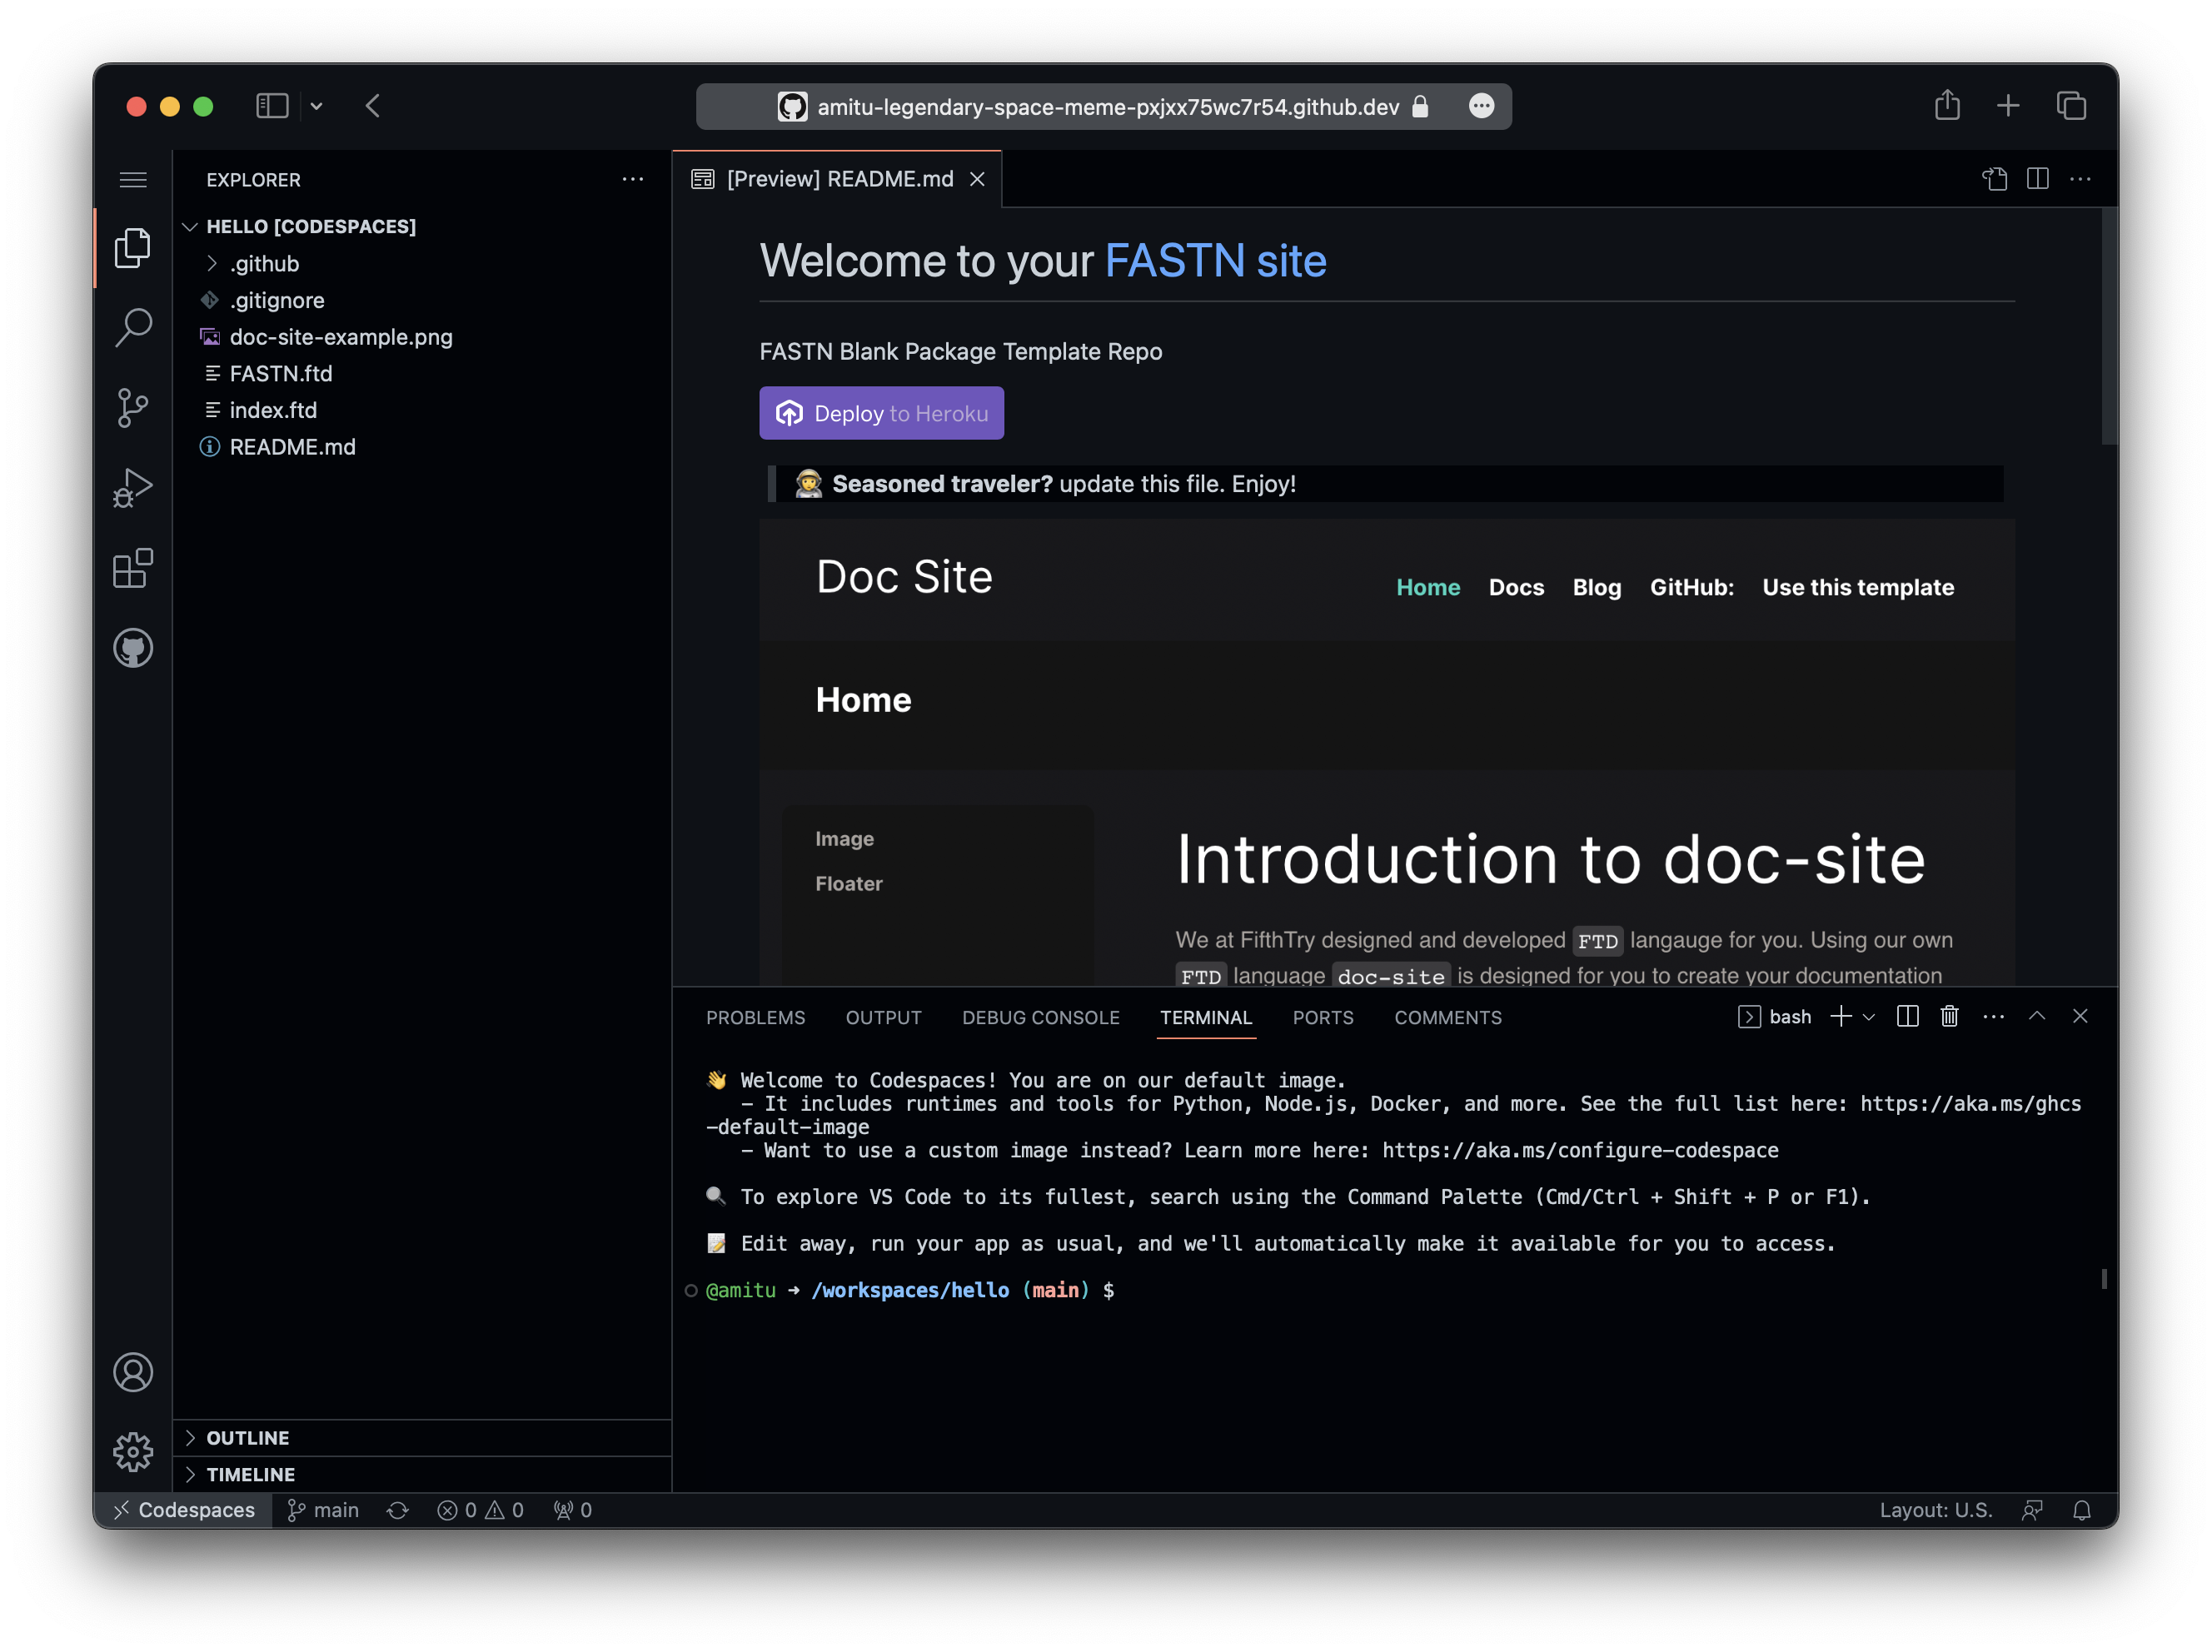 amitu-legendary-space-meme-pxjxx75wc7r54.github.dev
EXPLORER
HELLO [CODESPACES]
.github
.gitignore
doc-site-example.png
FASTN.ftd
index.ftd
README.md
OUTLINE
TIMELINE
[Preview] README.md
Welcome to your FASTN site
FASTN Blank Package Template Repo
Deploy to Heroku
Seasoned traveler? update this file. Enjoy!
Doc Site
Home Docs Blog GitHub: Use this template
Home
Image
Floater
Introduction to doc-site
We at FifthTry designed and developed FTD langauge for you. Using our own
FTD language doc-site is designed for you to create your documentation
PROBLEMS OUTPUT DEBUG CONSOLE TERMINAL PORTS COMMENTS
bash
👋 Welcome to Codespaces! You are on our default image.
- It includes runtimes and tools for Python, Node.js, Docker, and more. See the full list here: https://aka.ms/ghcs
-default-image
- Want to use a custom image instead? Learn more here: https://aka.ms/configure-codespace
🔍 To explore VS Code to its fullest, search using the Command Palette (Cmd/Ctrl + Shift + P or F1).
📝 Edit away, run your app as usual, and we'll automatically make it available for you to access.
@amitu ➜ /workspaces/hello (main) $
Codespaces main 0 0 0 Layout: U.S.